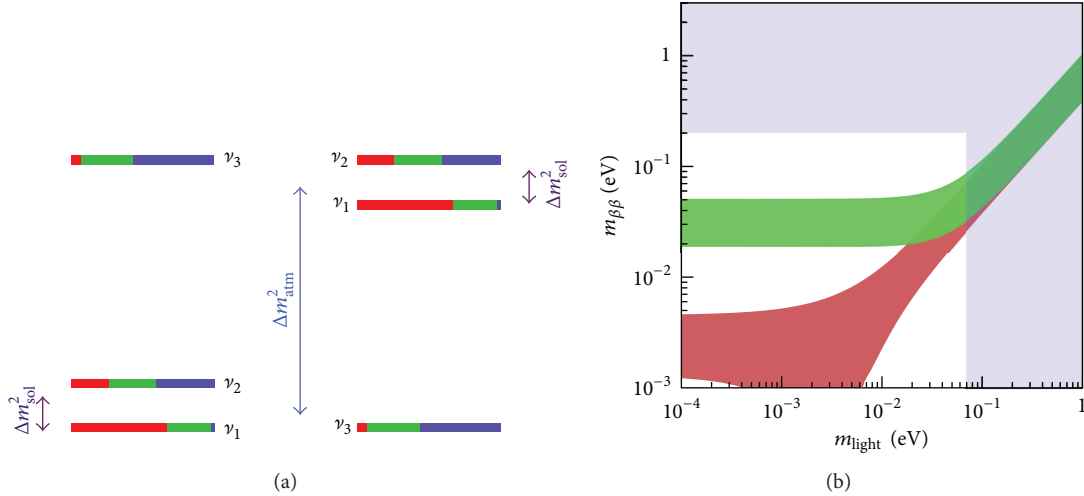 ν₃
ν₂
ν₁
Δm²sol
Δm²atm
ν₂
ν₁
Δm²sol
ν₃
(a)
mββ (eV)
1
10⁻¹
10⁻²
10⁻³
10⁻⁴ 10⁻³ 10⁻² 10⁻¹ 1
mlight (eV)
(b)